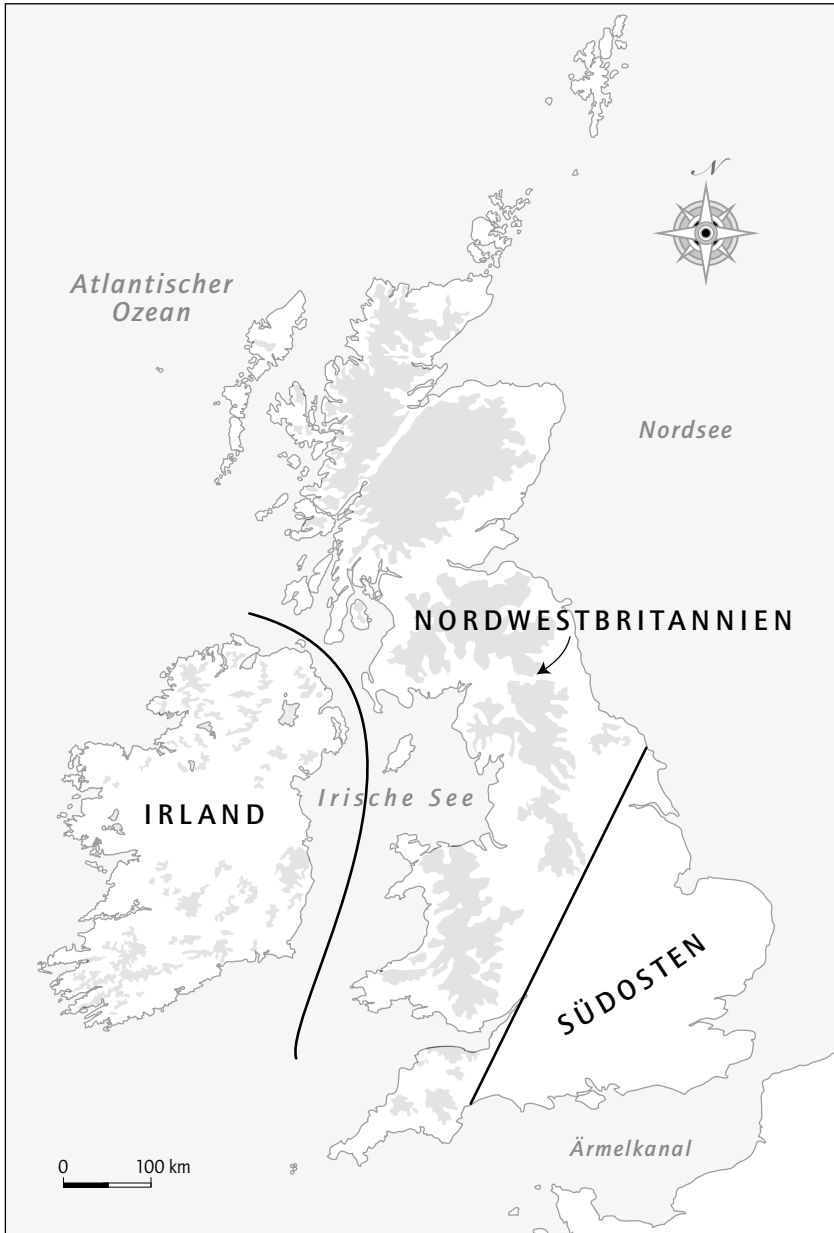 N
Atlantischer
Ozean
Nordsee
NORDWESTBRITANNIEN
Irische See
IRLAND
SÜDOSTEN
Ärmelkanal
0 100 km